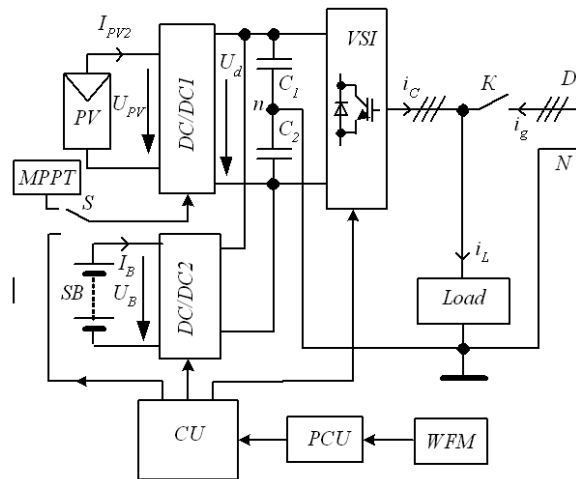 I_PV2
VSI
DC/DC1
U_d
C_1
U_PV
PV
n
C_2
i_C
K
D
i_g
N
MPPT
S
I_B
SB
U_B
DC/DC2
i_L
Load
CU
PCU
WFM